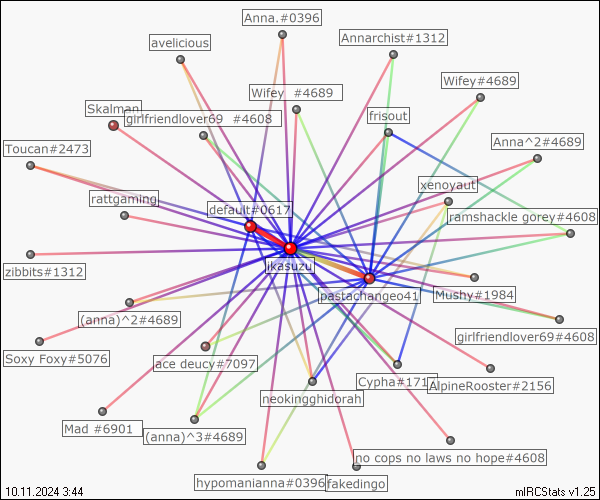 Anna.#0396
Annarchist#1312
avelicious
Wifey #4689
Wifey #4689
Skalman
girlfriendlover69 #4608
frisout
Anna^2#4689
Toucan#2473
xenoyaut
rattgaming
default#0617
ramshackle gorey#4608
zibbits#1312
ikasuzu
pastachangeo41
Mushy#1984
(anna)^2#4689
girlfriendlover69#4608
Soxy Foxy#5076
ace deucy#7097
Cypha#171
AlpineRooster#2156
neokingghidorah
Mad #6901
(anna)^3#4689
no cops no laws no hope#4608
hypomanianna#0396
fakedingo
10.11.2024 3:44
mIRCStats v1.25